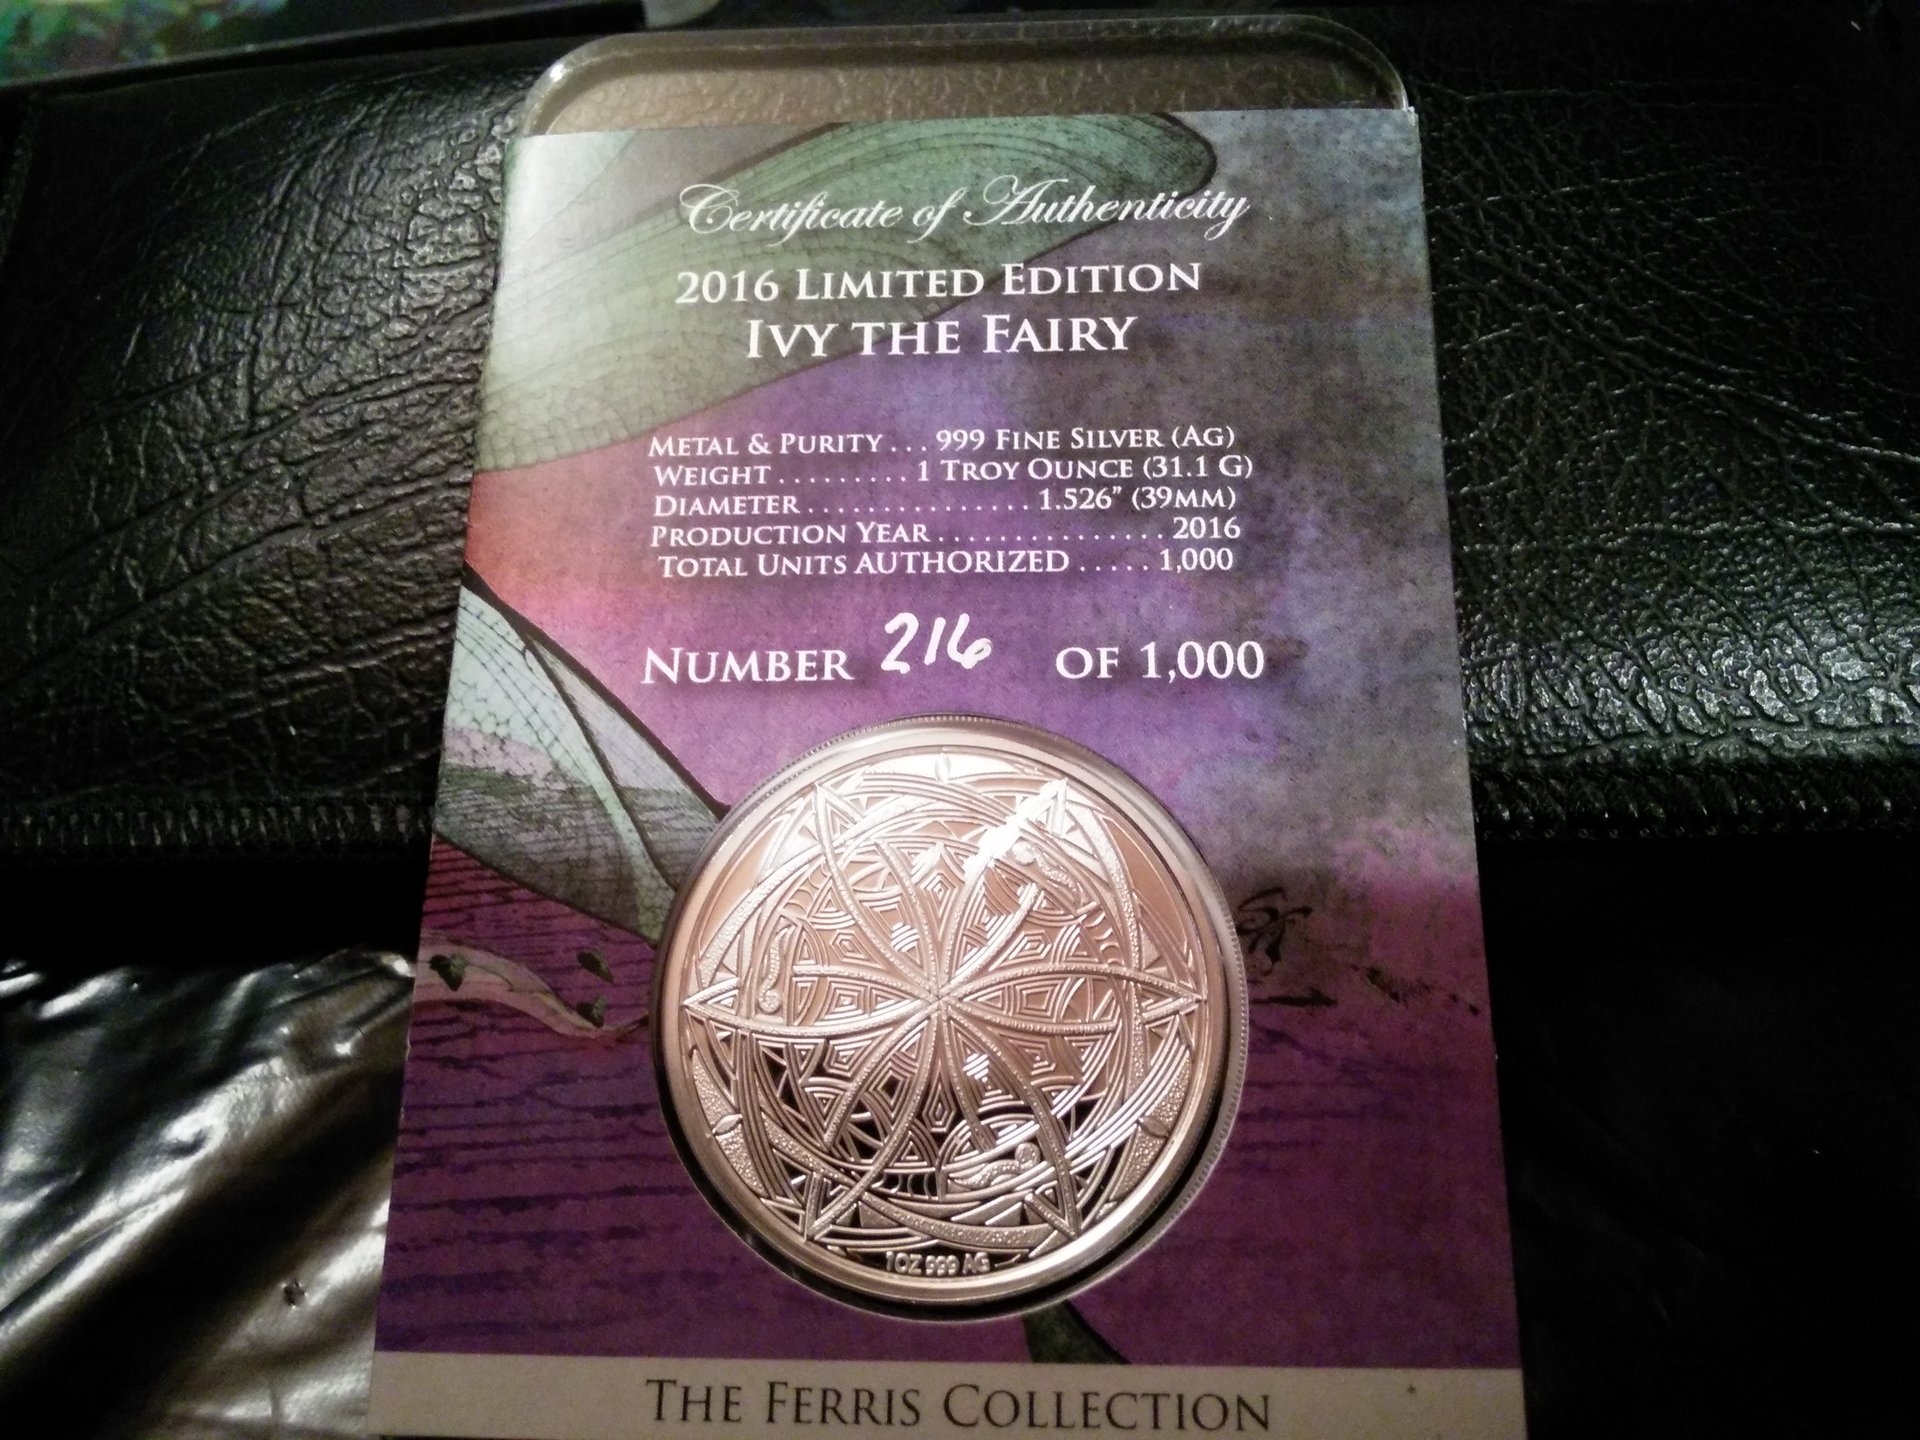 Certificate of Authenticity
2016 LIMITED EDITION
IVY THE FAIRY
METAL & PURITY . . . 999 FINE SILVER (AG)
WEIGHT . . . . . . . . . 1 TROY OUNCE (31.1 G)
DIAMETER . . . . . . . . . . . . . . . 1.526" (39MM)
PRODUCTION YEAR . . . . . . . . . . . . . . . . 2016
TOTAL UNITS AUTHORIZED . . . . . 1,000
NUMBER 216 OF 1,000
1 OZ 999 AG
THE FERRIS COLLECTION